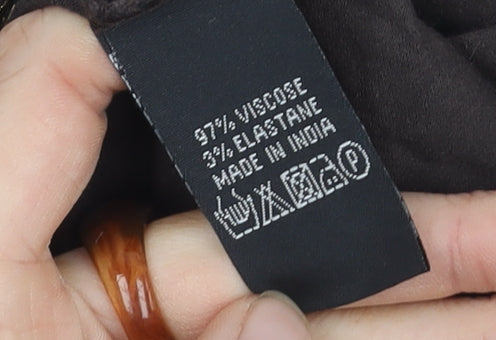 97% VISCOSE
3% ELASTANE
MADE IN INDIA
P